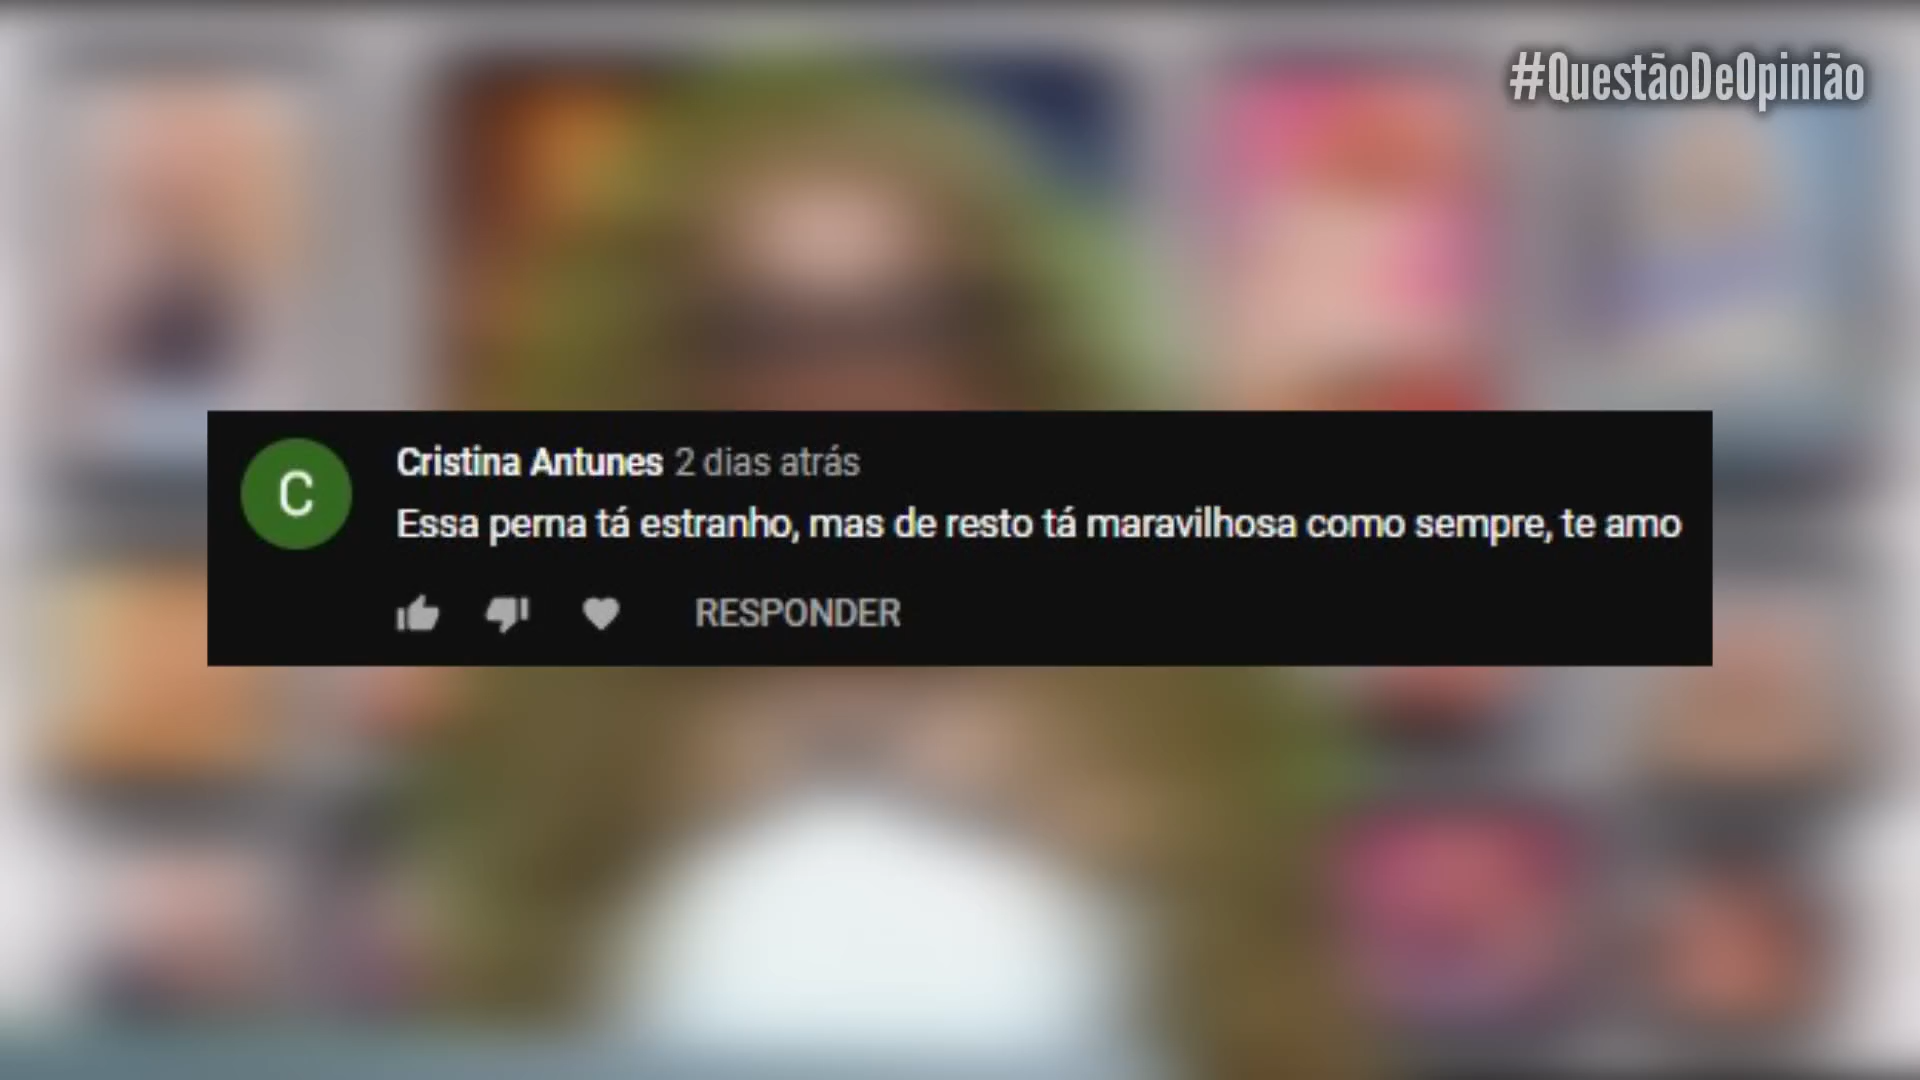 #QuestãoDeOpinião
C
Cristina Antunes 2 dias atrás
Essa perna tá estranho, mas de resto tá maravilhosa como sempre, te amo
RESPONDER